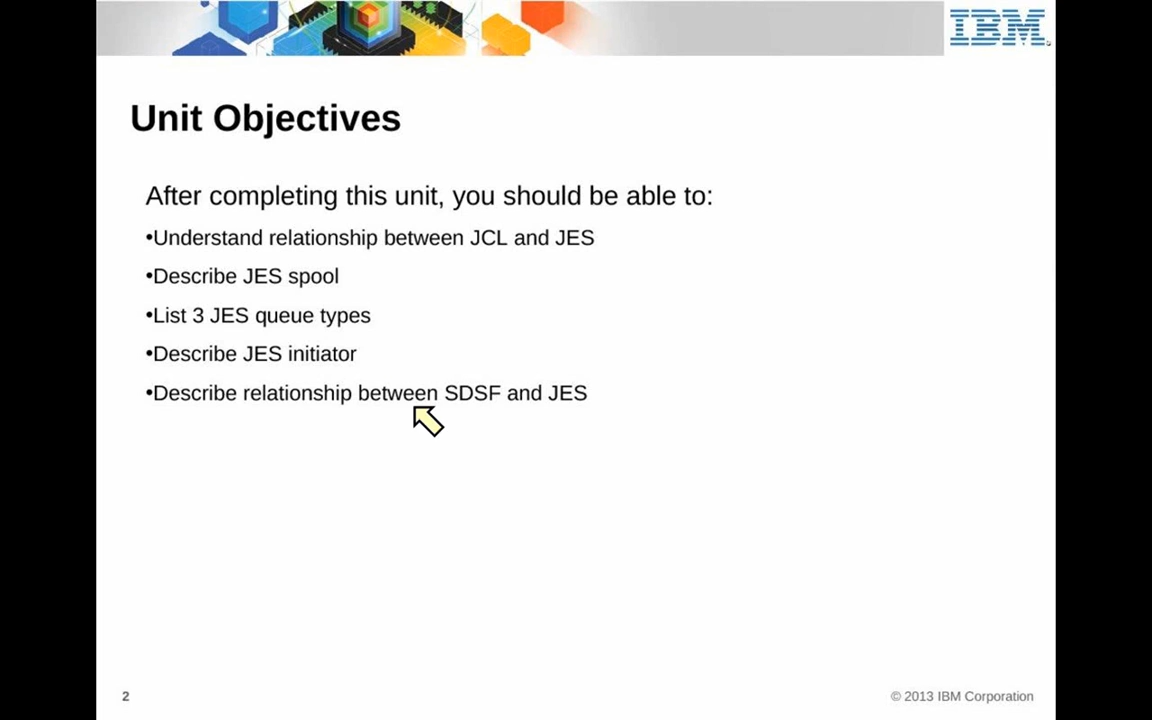 IBM
Unit Objectives
After completing this unit, you should be able to:
•Understand relationship between JCL and JES
•Describe JES spool
•List 3 JES queue types
•Describe JES initiator
•Describe relationship between SDSF and JES
2
© 2013 IBM Corporation